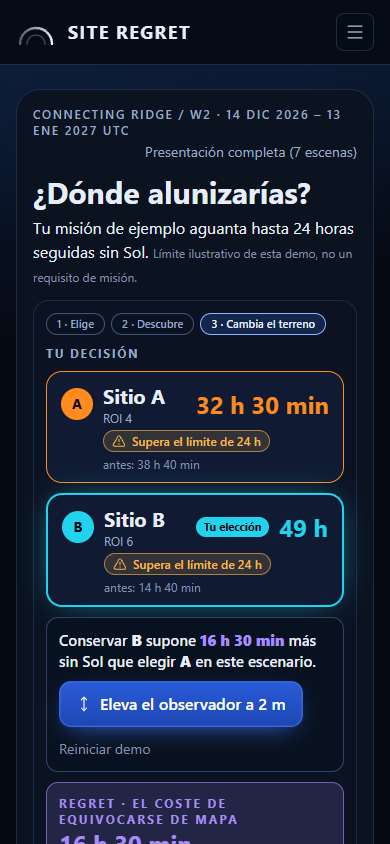 SITE REGRET
CONNECTING RIDGE / W2 · 14 DIC 2026 – 13
ENE 2027 UTC
Presentación completa (7 escenas)
¿Dónde alunizarías?
Tu misión de ejemplo aguanta hasta 24 horas
seguidas sin Sol. Límite ilustrativo de esta demo, no un
requisito de misión.
1 · Elige
2 · Descubre
3 · Cambia el terreno
TU DECISIÓN
A
Sitio A
32 h 30 min
ROI 4
Supera el límite de 24 h
antes: 38 h 40 min
B
Sitio B
Tu elección
49 h
ROI 6
Supera el límite de 24 h
antes: 14 h 40 min
Conservar B supone 16 h 30 min más
sin Sol que elegir A en este escenario.
Eleva el observador a 2 m
Reiniciar demo
REGRET · EL COSTE DE
EQUIVOCARSE DE MAPA
16 h 30 min